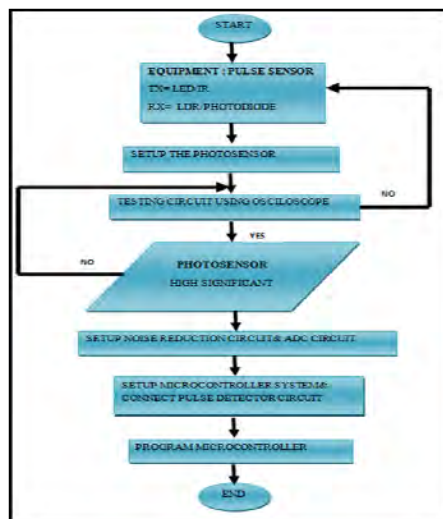 START
EQUIPMENT : PULSE SENSOR
TX= LED/IR
RX= LDR/PHOTODIODE
SETUP THE PHOTOSENSOR
TESTING CIRCUIT USING OSCILOSCOPE
NO
YES
NO
PHOTOSENSOR
HIGH SIGNIFICANT
SETUP NOISE REDUCTION CIRCUIT& ADC CIRCUIT
SETUP MICROCONTROLLER SYSTEM&
CONNECT PULSE DETECTOR CIRCUIT
PROGRAM MICROCONTROLLER
END